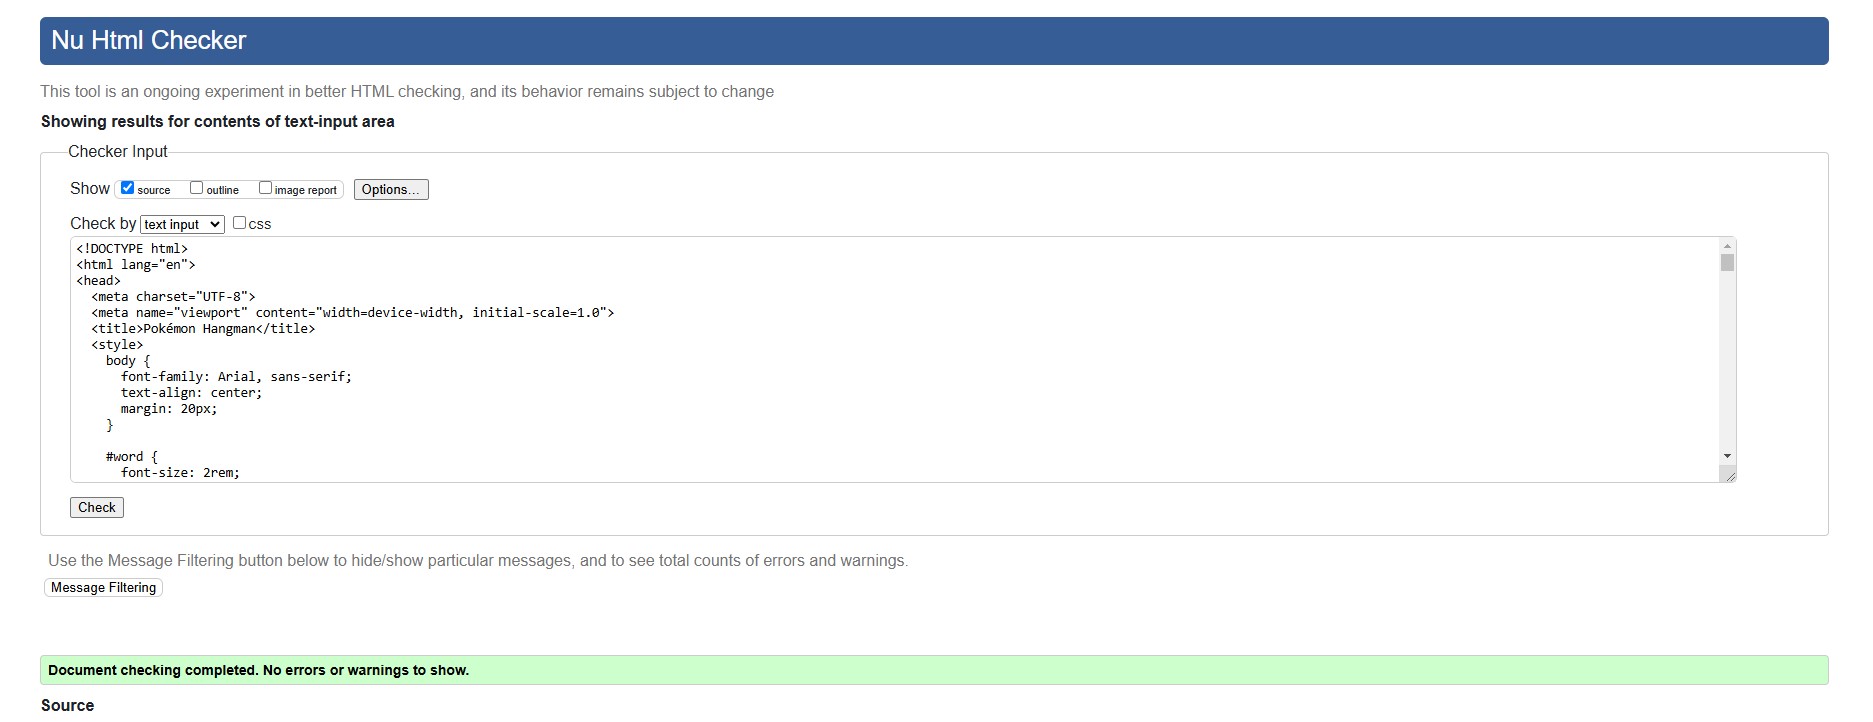 Nu Html Checker
This tool is an ongoing experiment in better HTML checking, and its behavior remains subject to change
Showing results for contents of text-input area
Checker Input
Show source outline image report Options...
Check by text input css
<!DOCTYPE html>
<html lang="en">
<head>
  <meta charset="UTF-8">
  <meta name="viewport" content="width=device-width, initial-scale=1.0">
  <title>Pokémon Hangman</title>
  <style>
    body {
      font-family: Arial, sans-serif;
      text-align: center;
      margin: 20px;
    }
    #word {
      font-size: 2rem;
Check
Use the Message Filtering button below to hide/show particular messages, and to see total counts of errors and warnings.
Message Filtering
Document checking completed. No errors or warnings to show.
Source